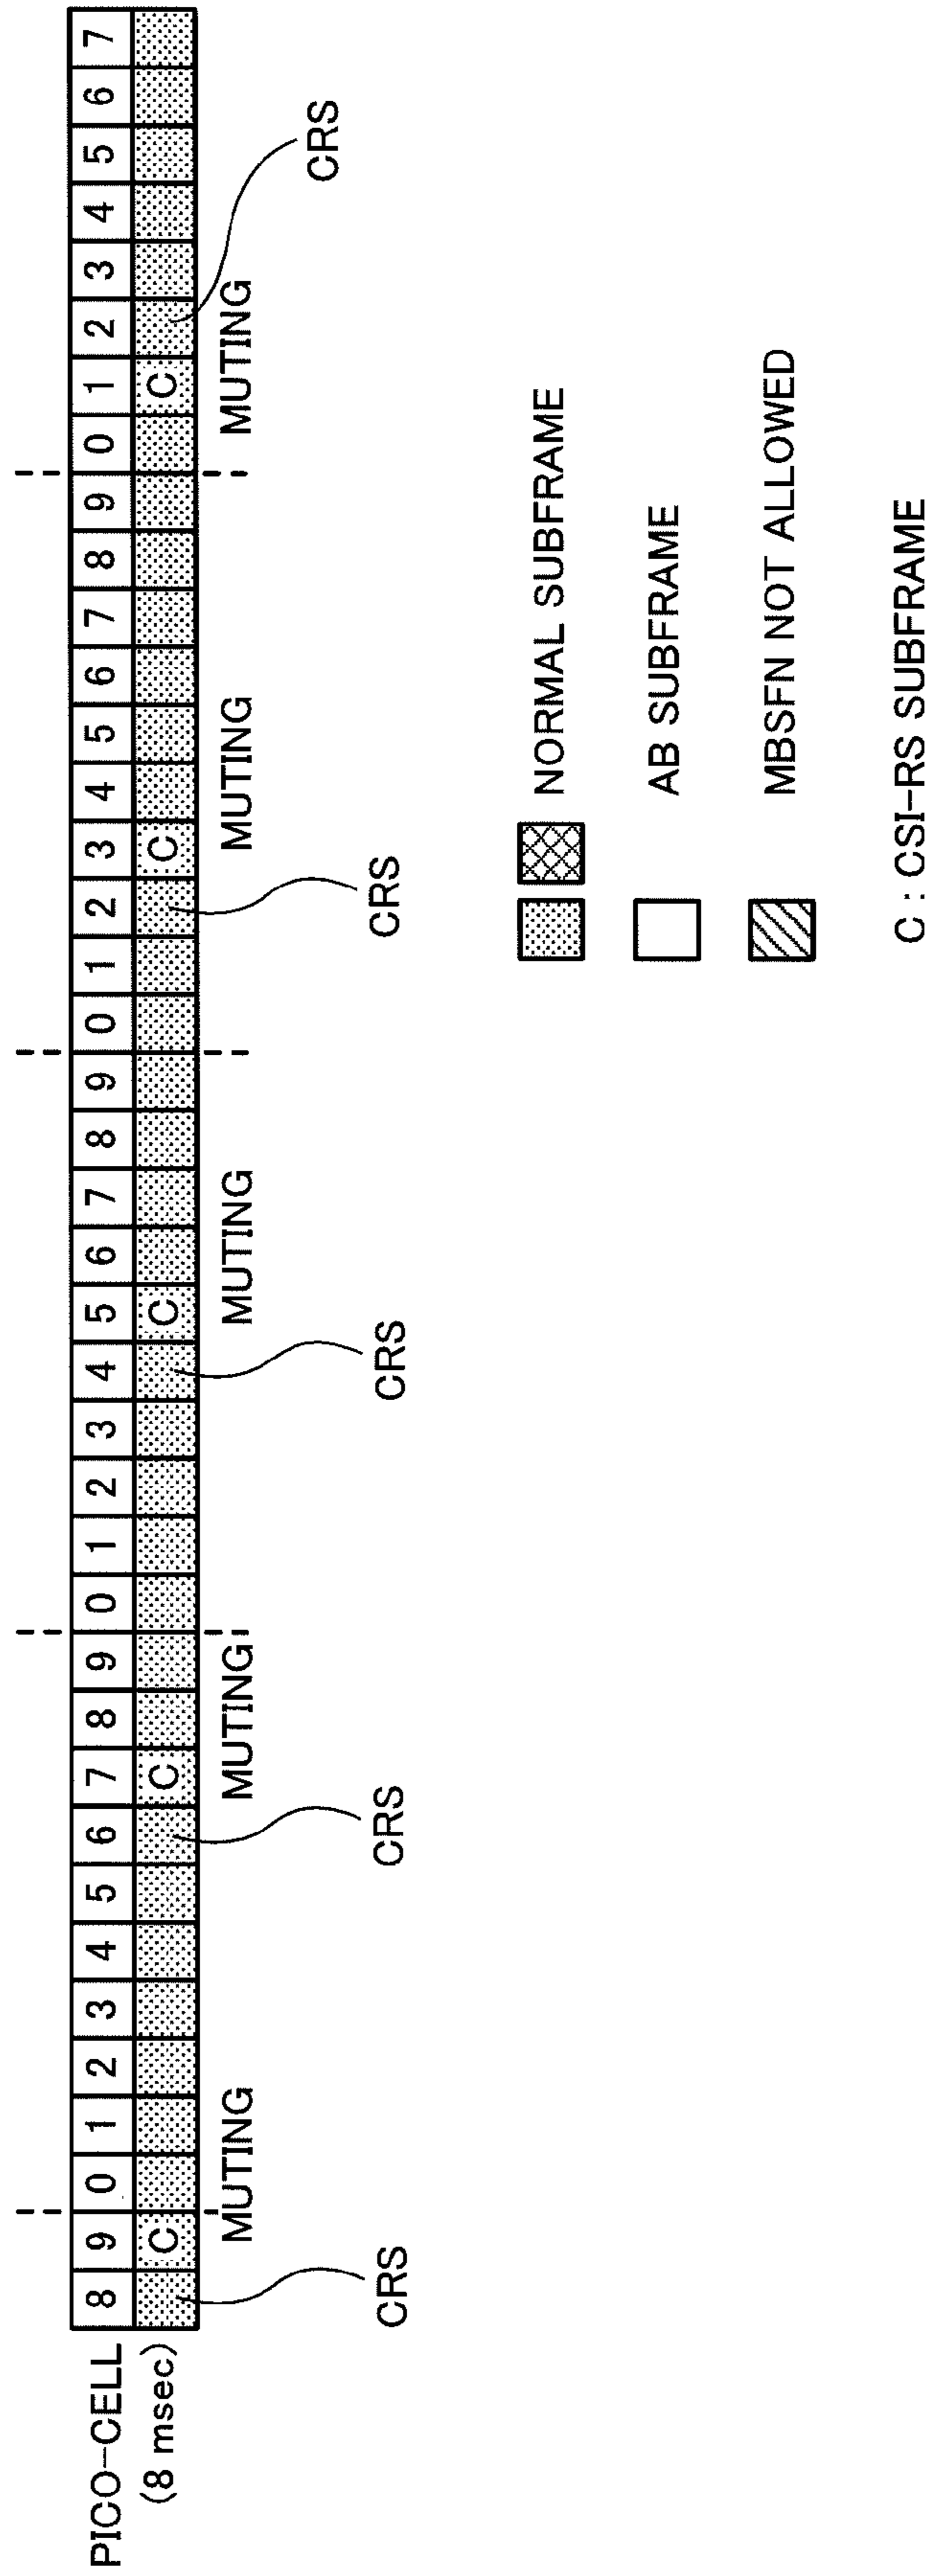 PICO-CELL 8 9 0 1 2 3 4 5 6 7 8 9 0 1 2 3 4 5 6 7 8 9 0 1 2 3 4 5 6 7 8 9 0 1 2 3 4 5 6 7
(8 msec) C C C C C
MUTING MUTING MUTING MUTING MUTING
CRS CRS CRS CRS CRS
NORMAL SUBFRAME
AB SUBFRAME
MBSFN NOT ALLOWED
C : CSI-RS SUBFRAME